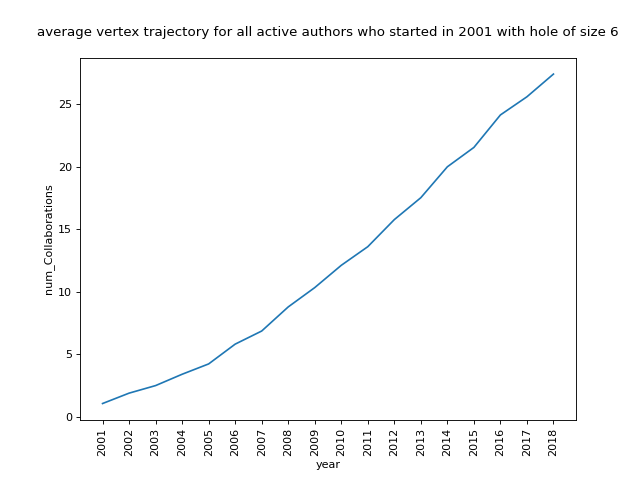 average vertex trajectory for all active authors who started in 2001 with hole of size 6
num_Collaborations
25
20
15
10
5
0
2001 2002 2003 2004 2005 2006 2007 2008 2009 2010 2011 2012 2013 2014 2015 2016 2017 2018
year